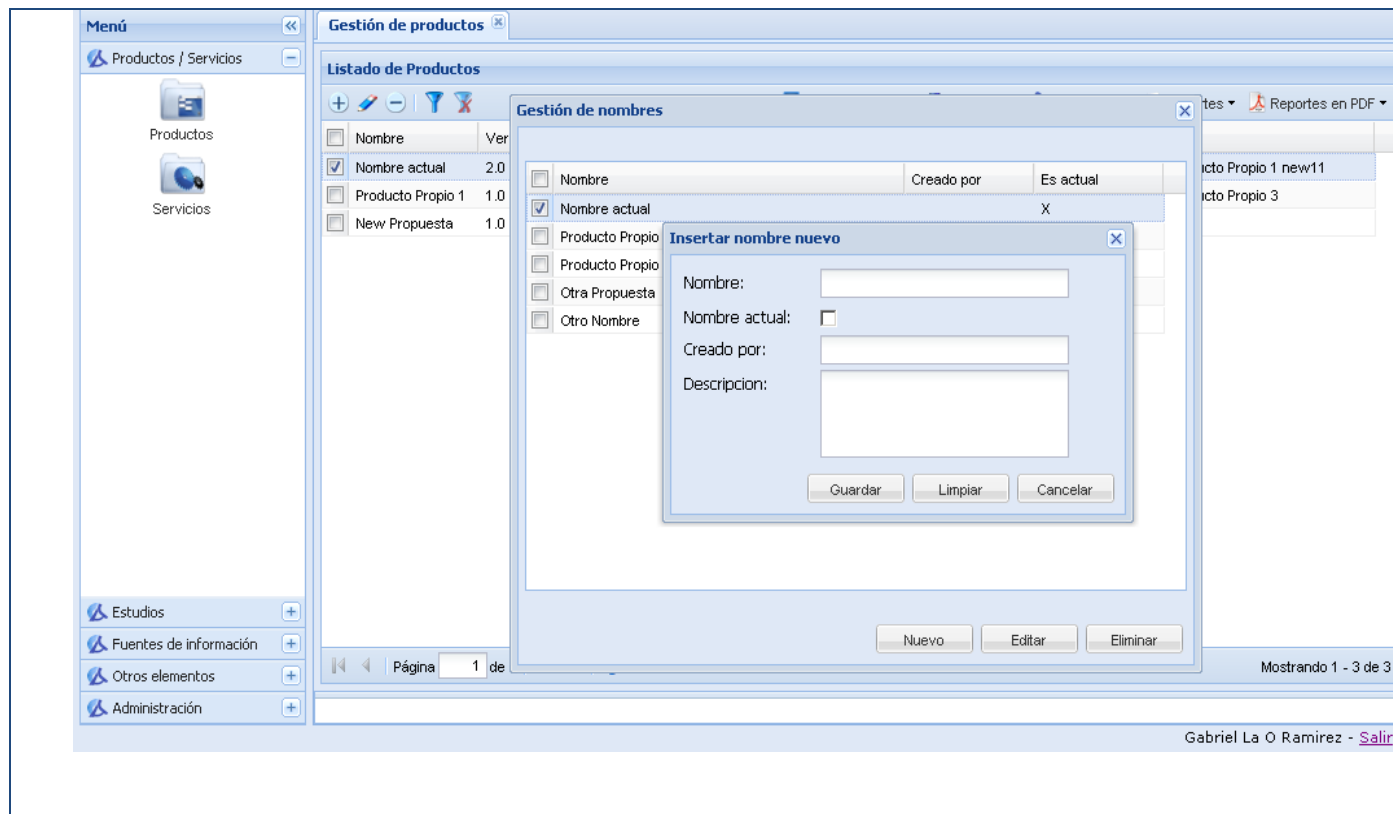 Menú
Productos / Servicios
Productos
Servicios
Estudios
Fuentes de información
Otros elementos
Administración
Gestión de productos
Listado de Productos
Reportes en PDF
Nombre
Nombre actual 2.0 Propio 1 new11
Producto Propio 1 1.0 Propio 3
New Propuesta 1.0
Página 1 de
Mostrando 1 - 3 de 3
Gestión de nombres
Nombre Creado por Es actual
Nombre actual X
Producto Propio
Producto Propio
Otra Propuesta
Otro Nombre
Nuevo Editar Eliminar
Insertar nombre nuevo
Nombre:
Nombre actual:
Creado por:
Descripcion:
Guardar Limpiar Cancelar
Gabriel La O Ramirez - Salir